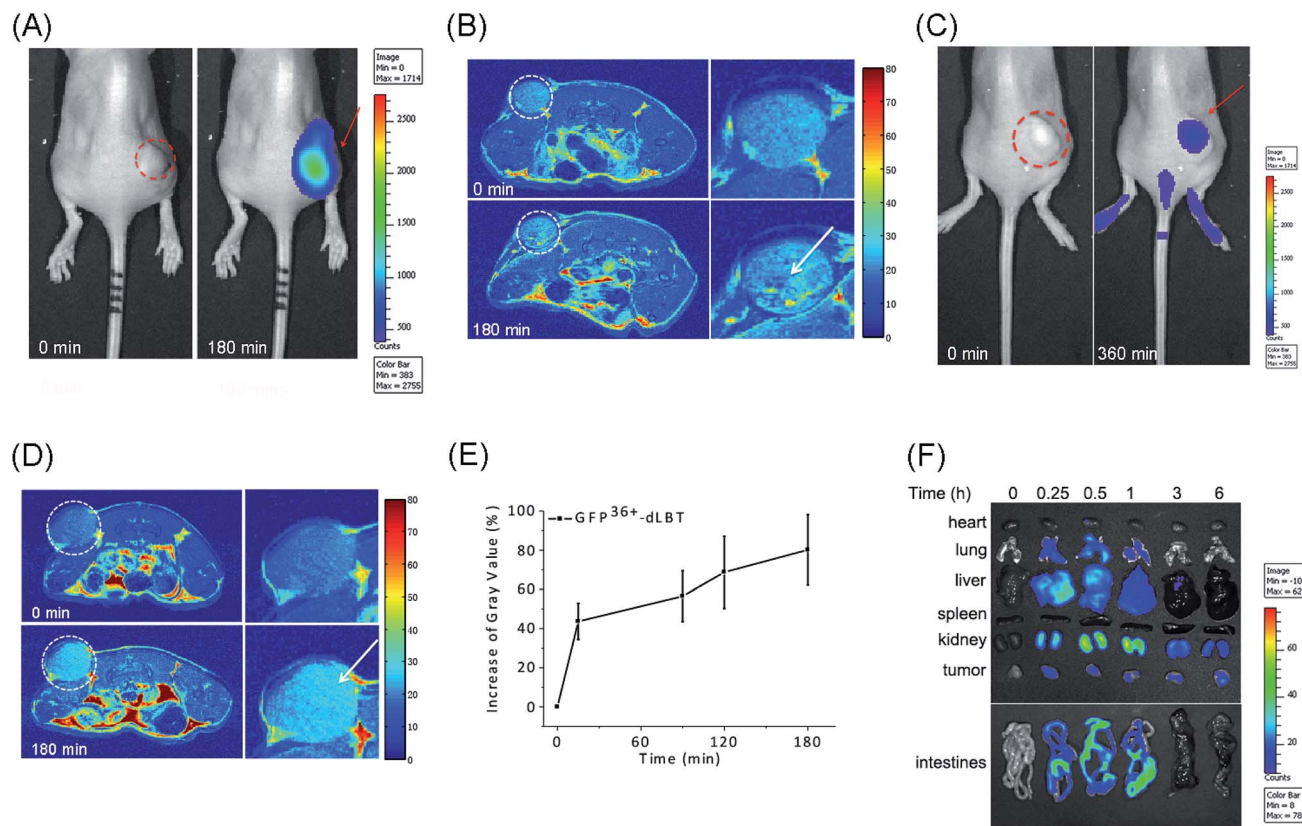 (A)
Image
Min = 0
Max = 1714
2500
2000
1500
1000
500
Counts
Color Bar
Min = 383
Max = 2755
0 min
180 min
(B)
0 min
180 min
80
70
60
50
40
30
20
10
0
(C)
0 min
360 min
Image
Min = 0
Max = 1714
2500
2000
1500
1000
500
Counts
Color Bar
Min = 383
Max = 2755
(D)
0 min
180 min
80
70
60
50
40
30
20
10
0
(E)
Increase of Gray Value (%)
100
80
60
40
20
0
GFP36+-dLBT
0 60 120 180
Time (min)
(F)
Time (h) 0 0.25 0.5 1 3 6
heart
lung
liver
spleen
kidney
tumor
intestines
Image
Min = -10
Max = 62
60
40
20
Counts
Color Bar
Min = 8
Max = 78